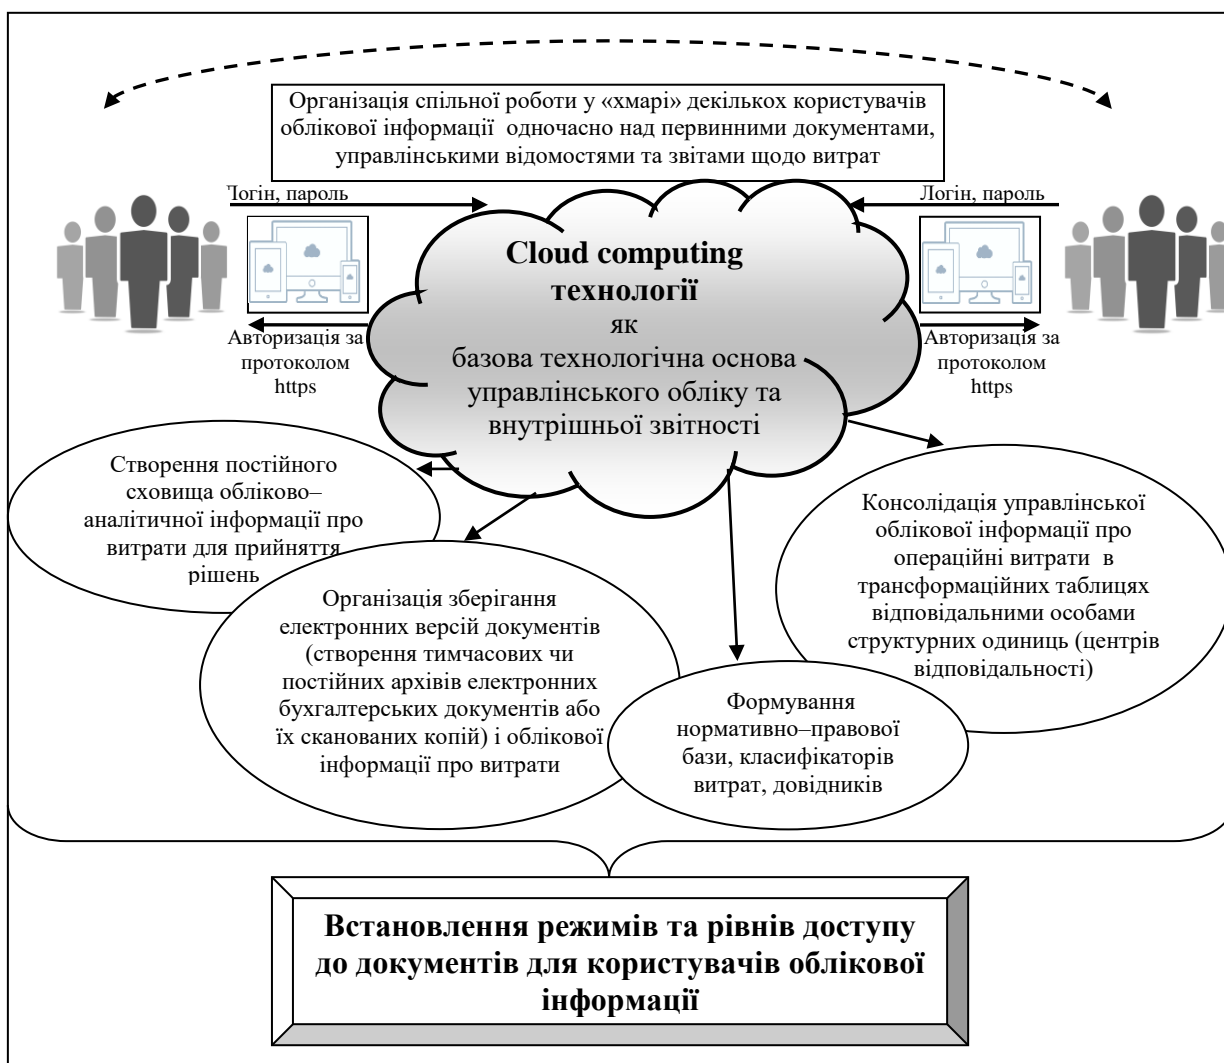 Організація спільної роботи у «хмарі» декількох користувачів
облікової інформації одночасно над первинними документами,
управлінськими відомостями та звітами щодо витрат
Логін, пароль
Логін, пароль
Cloud computing
технології
як
базова технологічна основа
управлінського обліку та
внутрішньої звітності
Авторизація за
протоколом
https
Авторизація за
протоколом
https
Створення постійного
сховища обліково–
аналітичної інформації про
витрати для прийняття
рішень
Організація зберігання
електронних версій документів
(створення тимчасових чи
постійних архівів електронних
бухгалтерських документів або
їх сканованих копій) і облікової
інформації про витрати
Формування
нормативно–правової
бази, класифікаторів
витрат, довідників
Консолідація управлінської
облікової інформації про
операційні витрати в
трансформаційних таблицях
відповідальними особами
структурних одиниць (центрів
відповідальності)
Встановлення режимів та рівнів доступу
до документів для користувачів облікової
інформації